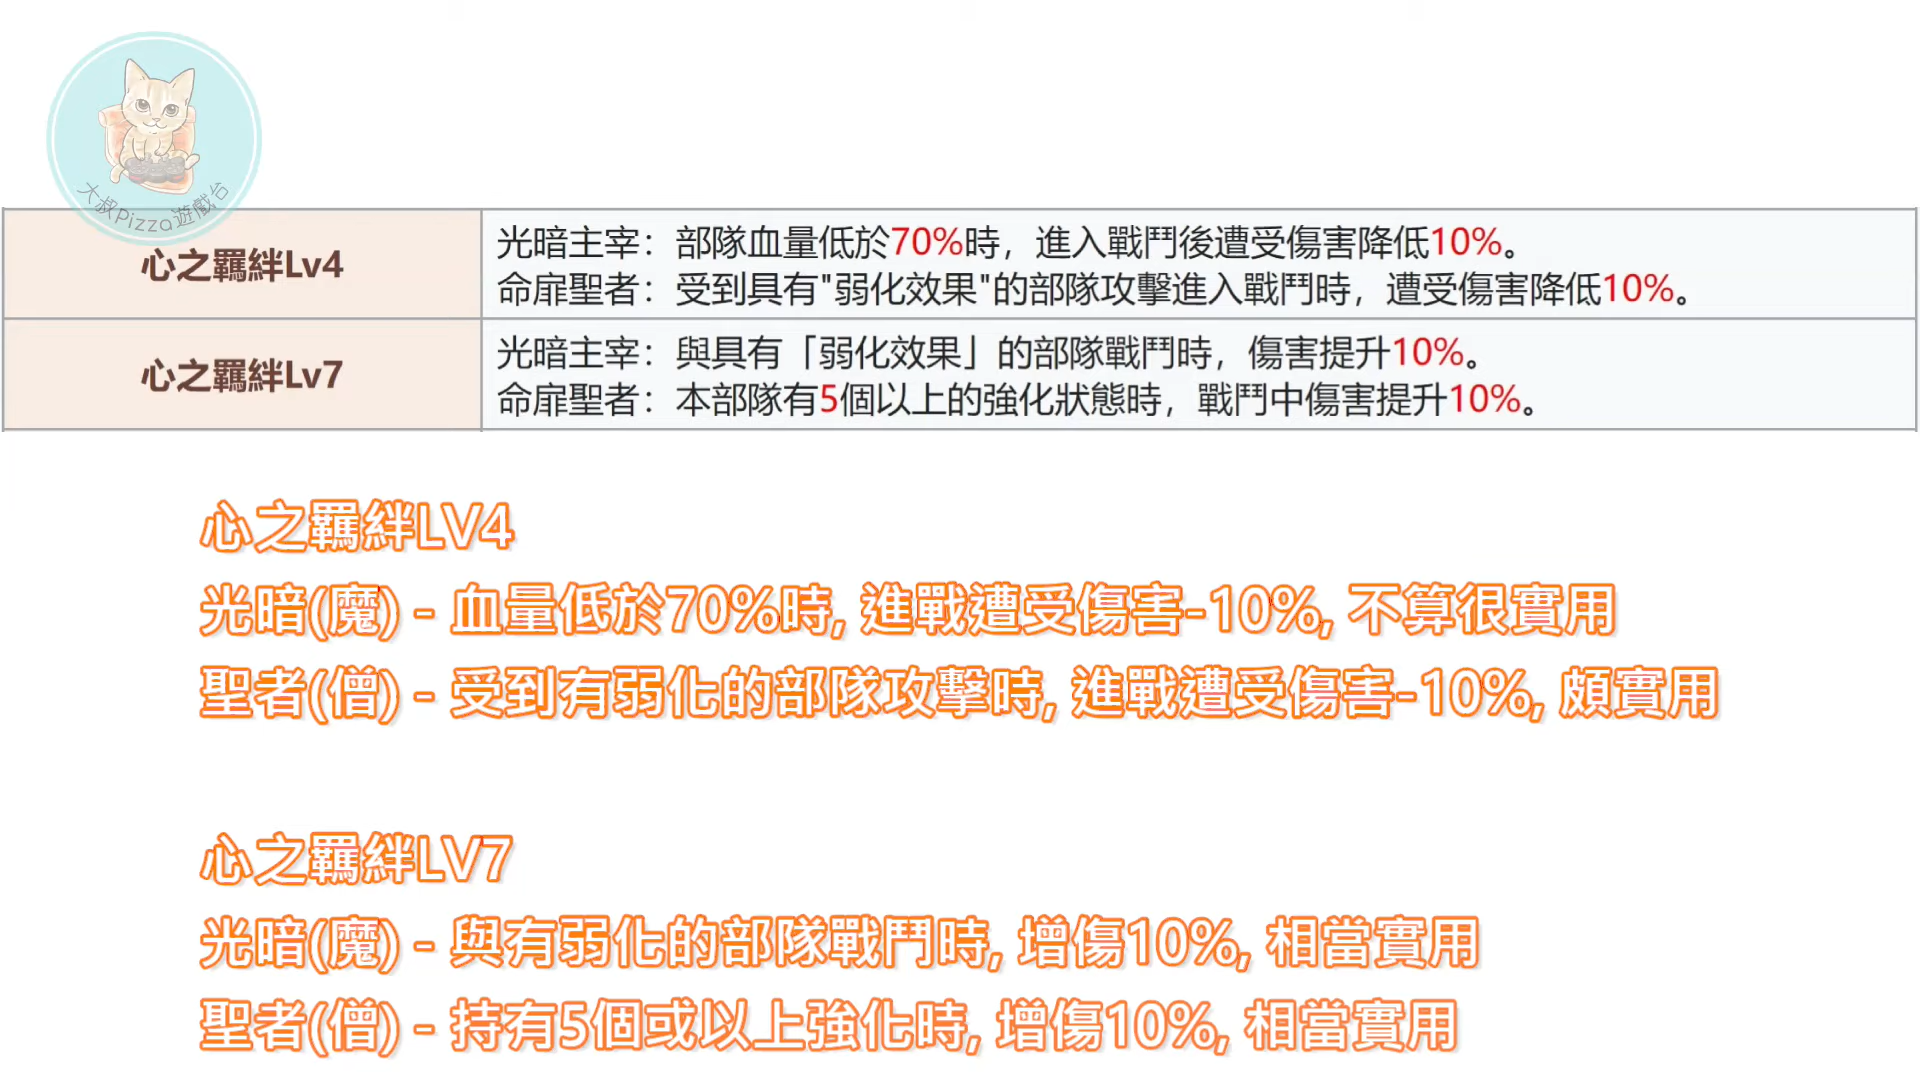 大叔Pizza遊戲台
心之羈絆Lv4
光暗主宰：部隊血量低於70%時，進入戰鬥後遭受傷害降低10%。
命扉聖者：受到具有"弱化效果"的部隊攻擊進入戰鬥時，遭受傷害降低10%。
心之羈絆Lv7
光暗主宰：與具有「弱化效果」的部隊戰鬥時，傷害提升10%。
命扉聖者：本部隊有5個以上的強化狀態時，戰鬥中傷害提升10%。
心之羈絆LV4
光暗(魔) - 血量低於70%時, 進戰遭受傷害-10%, 不算很實用
聖者(僧) - 受到有弱化的部隊攻擊時, 進戰遭受傷害-10%, 頗實用
心之羈絆LV7
光暗(魔) - 與有弱化的部隊戰鬥時, 增傷10%, 相當實用
聖者(僧) - 持有5個或以上強化時, 增傷10%, 相當實用